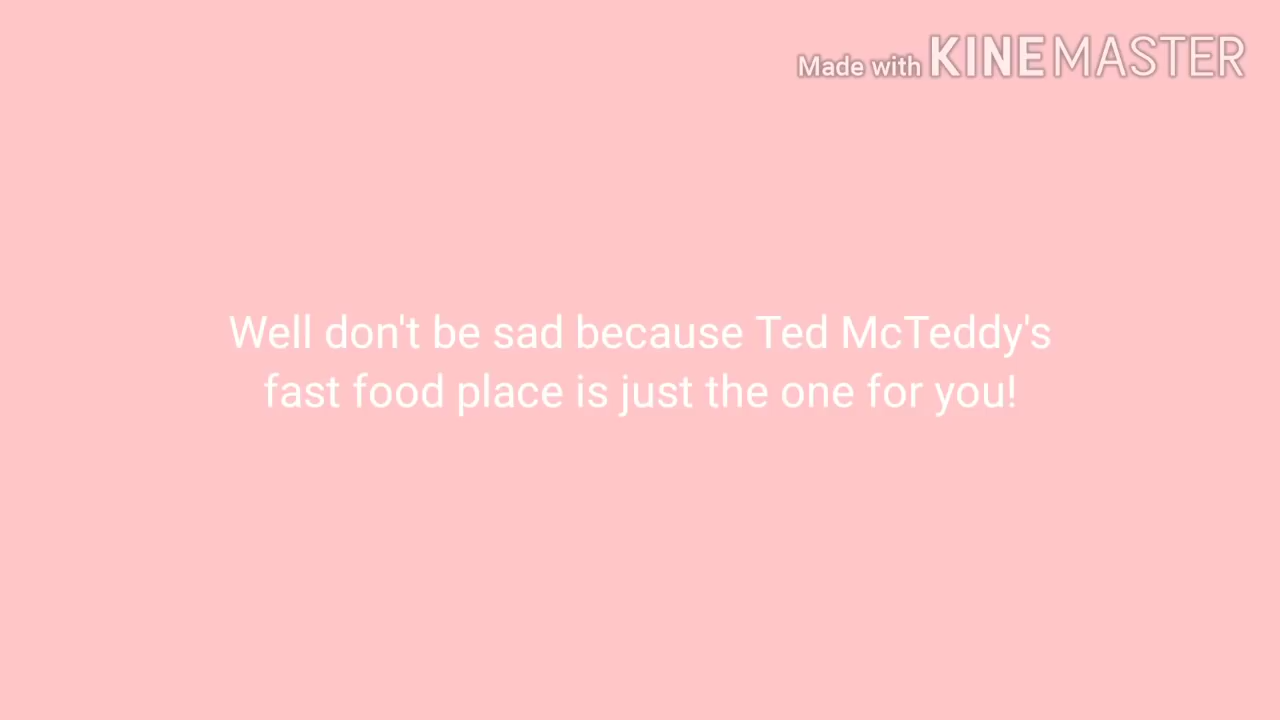 Made with KINEMASTER
Well don't be sad because Ted McTeddy's
fast food place is just the one for you!